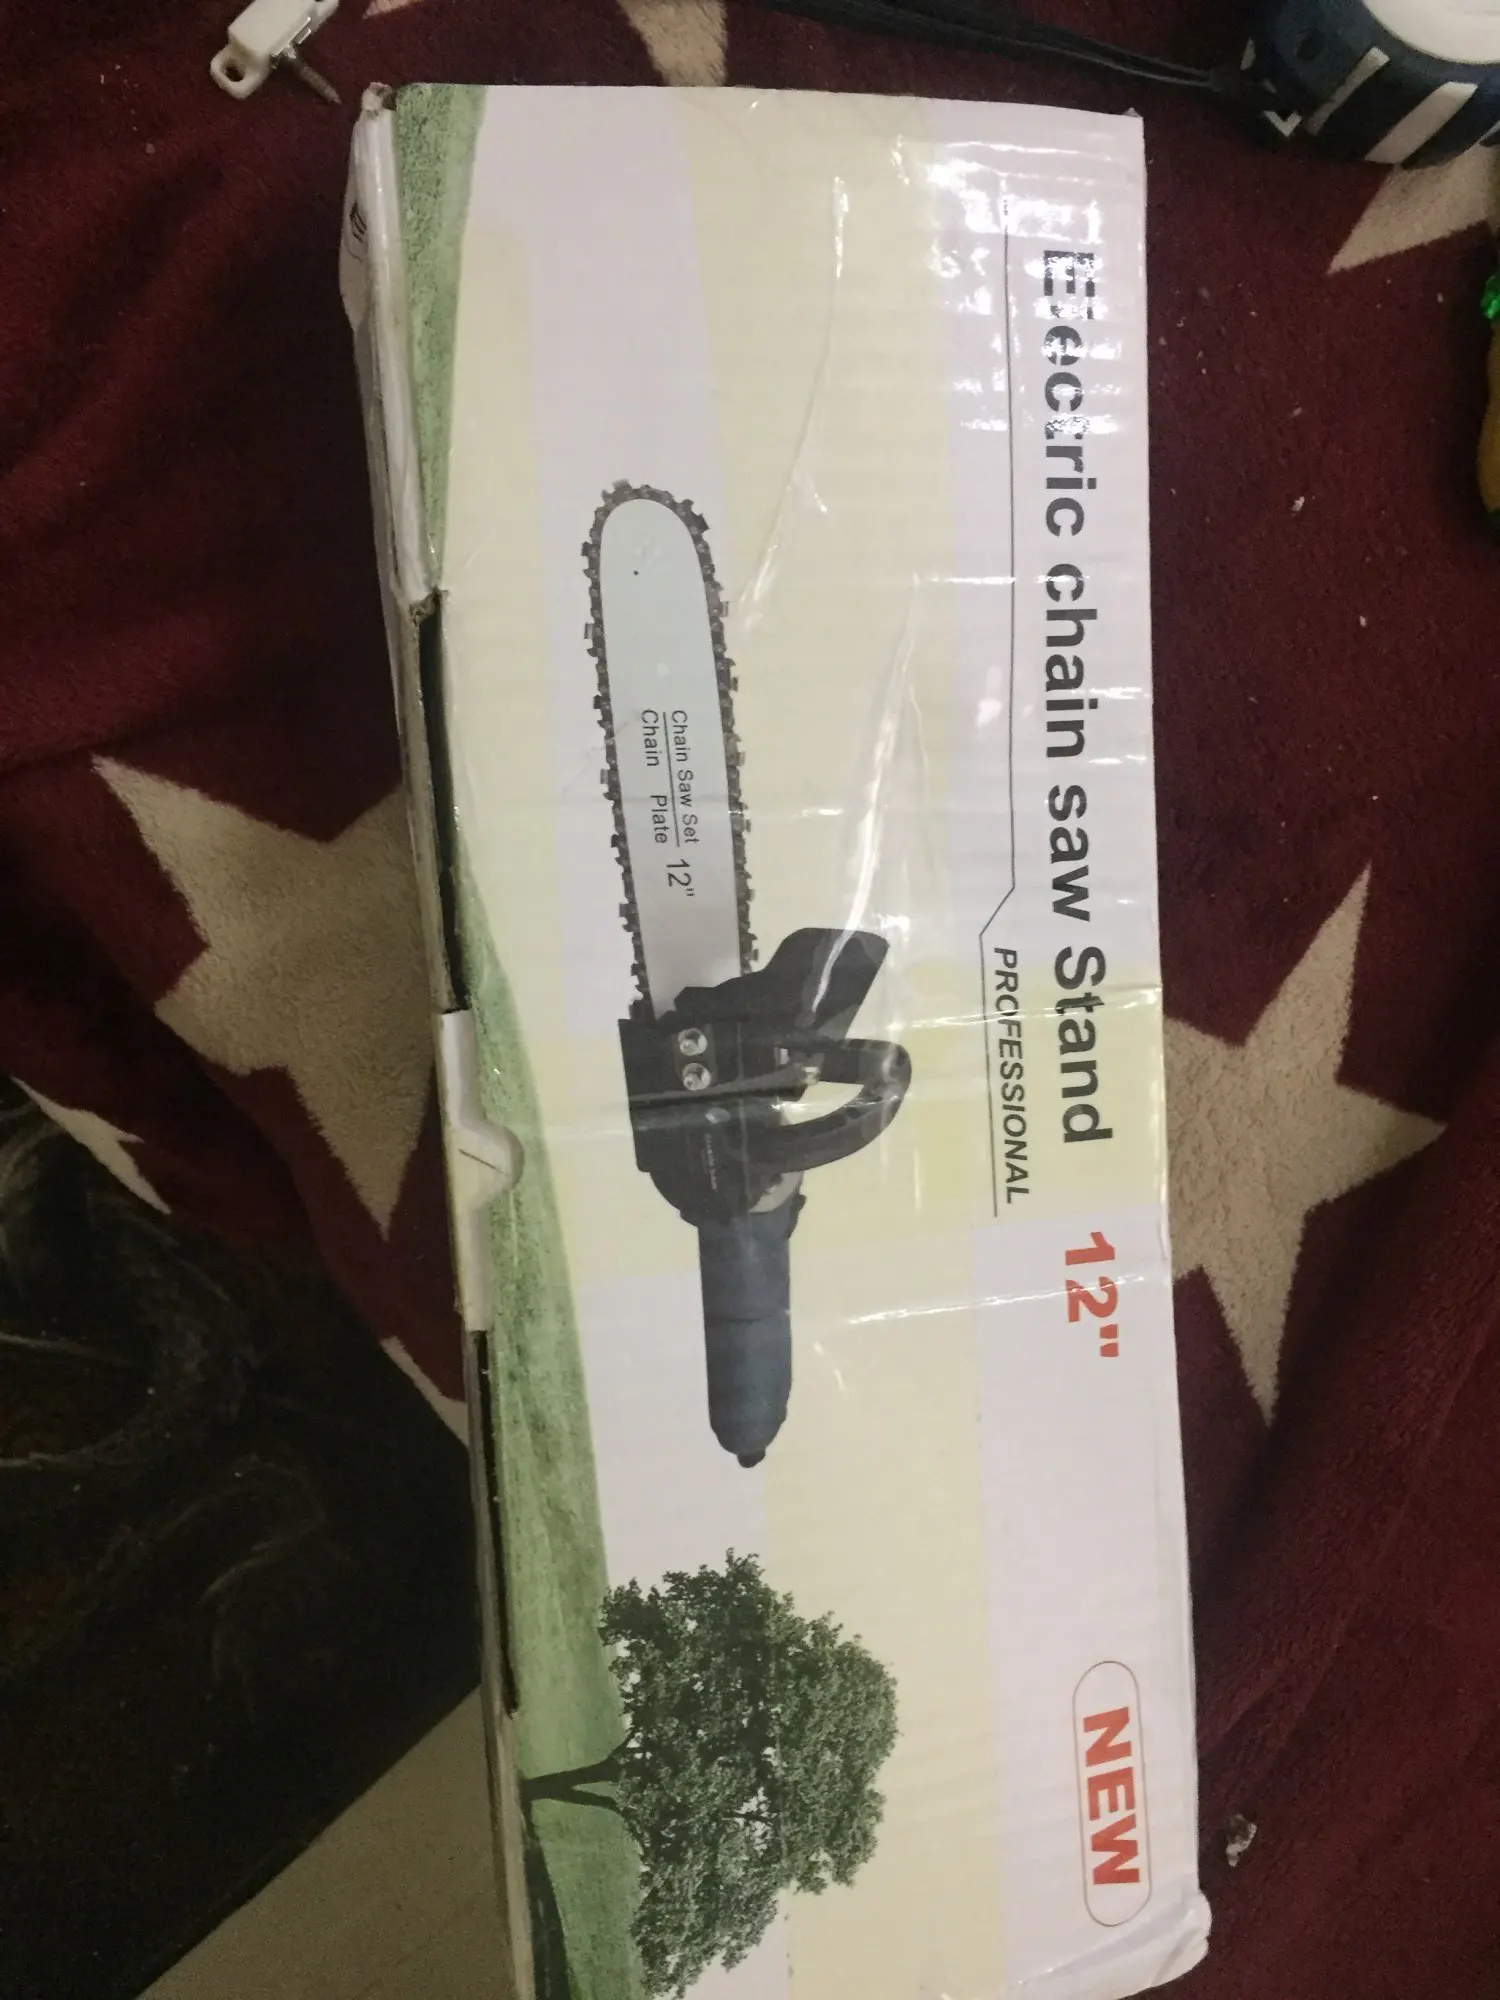 Electric chain saw Stand 12"
PROFESSIONAL
NEW
Chain Saw Set
Chain Plate
12"